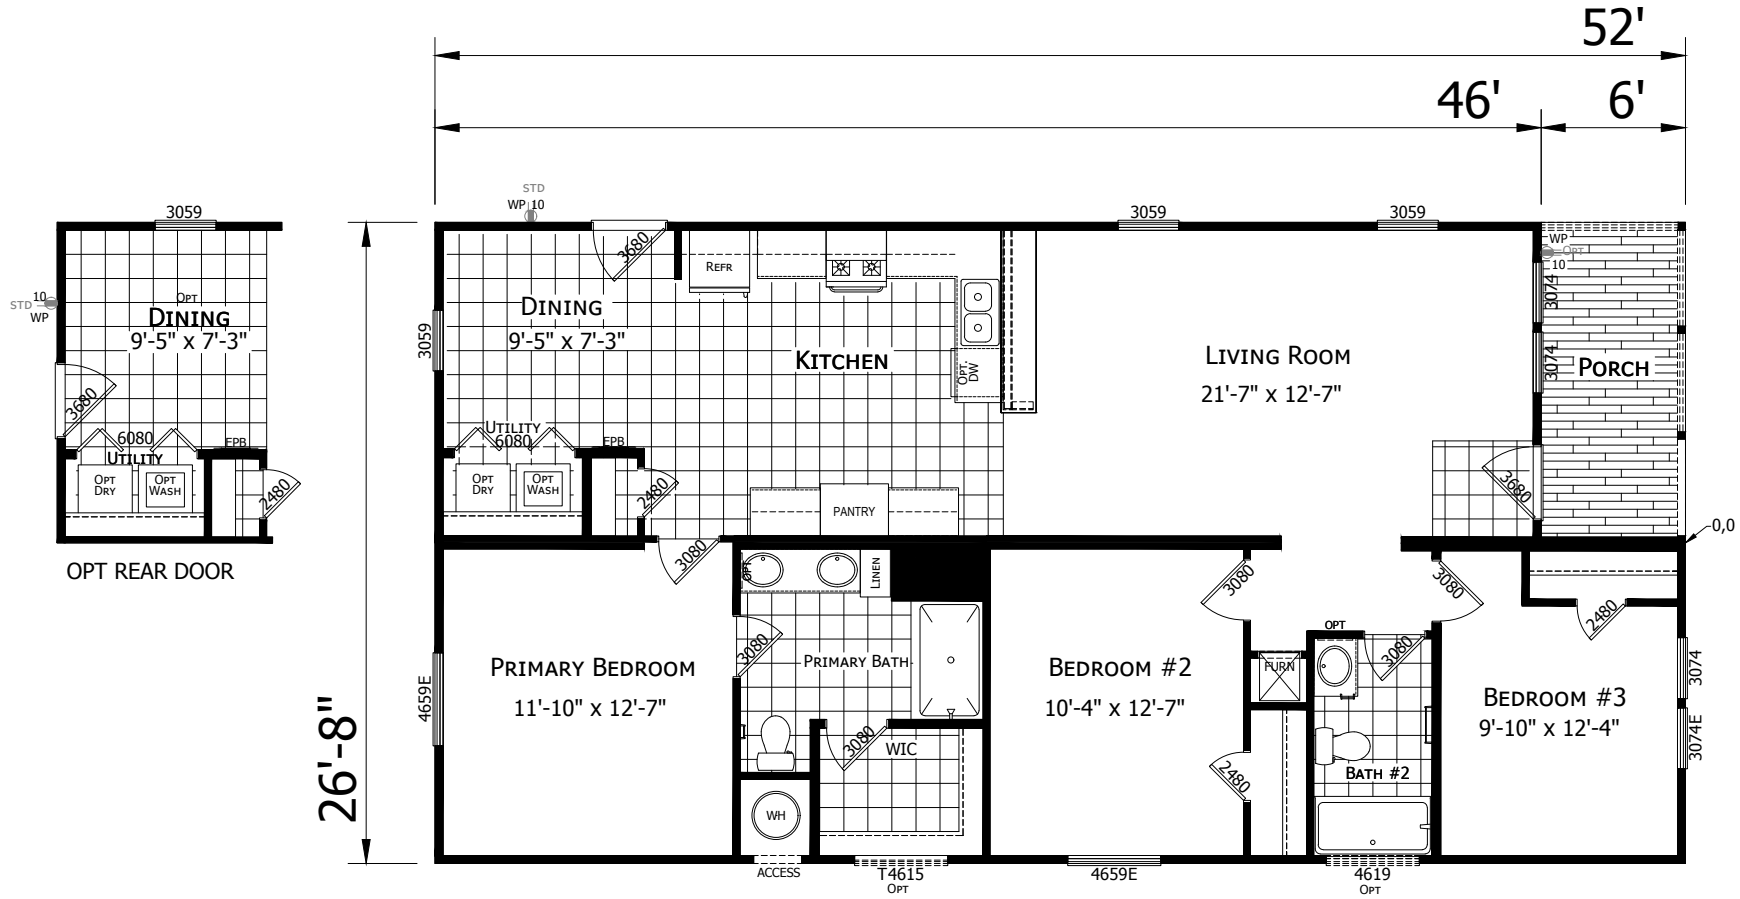 52'
46'
6'
STD
WP 10
3059
3059
3059
3680
REFR
WP
OPT
10
3074
3074
10
STD
WP
OPT
DINING
9'-5" x 7'-3"
3059
DINING
9'-5" x 7'-3"
KITCHEN
OPT
DW
LIVING ROOM
21'-7" x 12'-7"
PORCH
3680
6080
EPB
UTILITY
OPT
DRY
OPT
WASH
2480
UTILITY
6080
EPB
OPT
DRY
OPT
WASH
2480
PANTRY
3680
0,0
OPT REAR DOOR
3080
OPT
LINEN
3080
3080
2480
26'-8"
4659E
PRIMARY BEDROOM
11'-10" x 12'-7"
3080
PRIMARY BATH
BEDROOM #2
10'-4" x 12'-7"
FURN
OPT
3080
BEDROOM #3
9'-10" x 12'-4"
3074
3074E
3080
WIC
2480
BATH #2
WH
ACCESS
T4615
OPT
4659E
4619
OPT